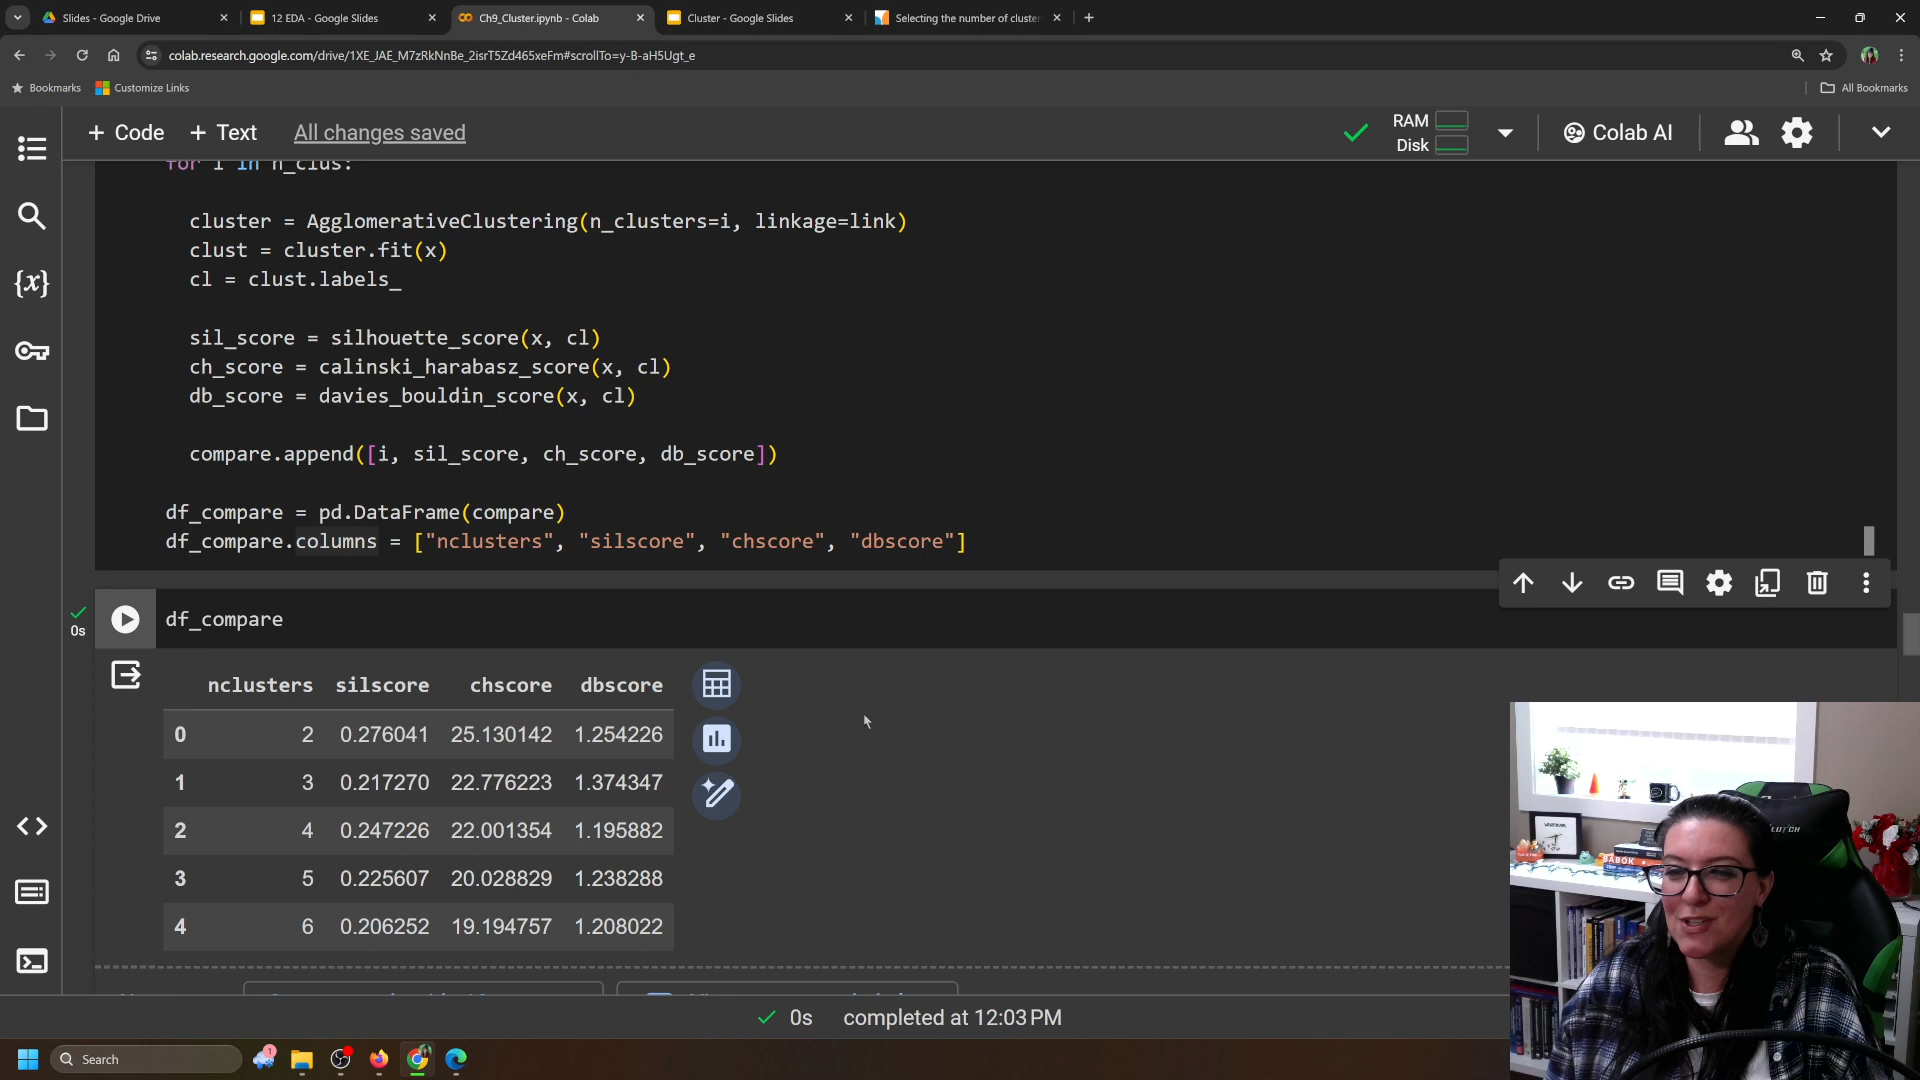 Slides - Google Drive
12 EDA - Google Slides
Ch9_Cluster.ipynb - Colab
Cluster - Google Slides
Selecting the number of cluster
colab.research.google.com/drive/1XE_JAE_M7zRkNnBe_2isrT5Zd465xeFm#scrollTo=y-B-aH5Ugt_e
Bookmarks
Customize Links
All Bookmarks
+ Code
+ Text
All changes saved
RAM
Disk
Colab AI
for i in n_clus:
cluster = AgglomerativeClustering(n_clusters=i, linkage=link)
clust = cluster.fit(x)
cl = clust.labels_
sil_score = silhouette_score(x, cl)
ch_score = calinski_harabasz_score(x, cl)
db_score = davies_bouldin_score(x, cl)
compare.append([i, sil_score, ch_score, db_score])
df_compare = pd.DataFrame(compare)
df_compare.columns = ["nclusters", "silscore", "chscore", "dbscore"]
0s
df_compare
nclusters silscore chscore dbscore
0 2 0.276041 25.130142 1.254226
1 3 0.217270 22.776223 1.374347
2 4 0.247226 22.001354 1.195882
3 5 0.225607 20.028829 1.238288
4 6 0.206252 19.194757 1.208022
0s completed at 12:03 PM
Search
1
BABOK